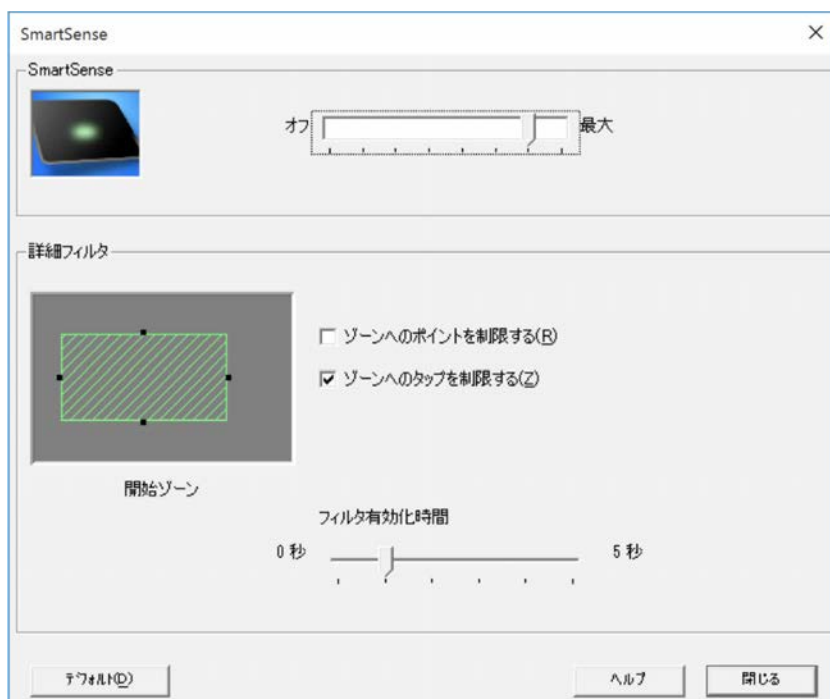 SmartSense
SmartSense
オフ 最大
詳細フィルタ
ゾーンへのポイントを制限する(R)
ゾーンへのタップを制限する(Z)
開始ゾーン
フィルタ有効化時間
0 秒 5 秒
デフォルト(D) ヘルプ 閉じる